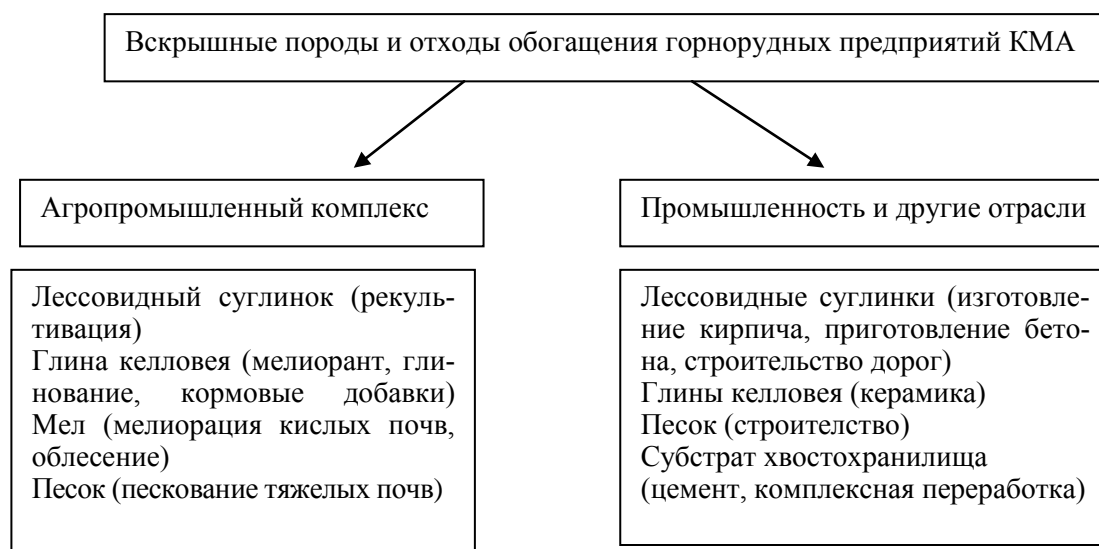 Вскрышные породы и отходы обогащения горнорудных предприятий КМА
Агропромышленный комплекс
Промышленность и другие отрасли
Лессовидный суглинок (рекуль-
тивация)
Глина келловея (мелиорант, гли-
нование, кормовые добавки)
Мел (мелиорация кислых почв,
облесение)
Песок (пескование тяжелых почв)
Лессовидные суглинки (изготовле-
ние кирпича, приготовление бето-
на, строительство дорог)
Глины келловея (керамика)
Песок (строителство)
Субстрат хвостохранилища
(цемент, комплексная переработка)